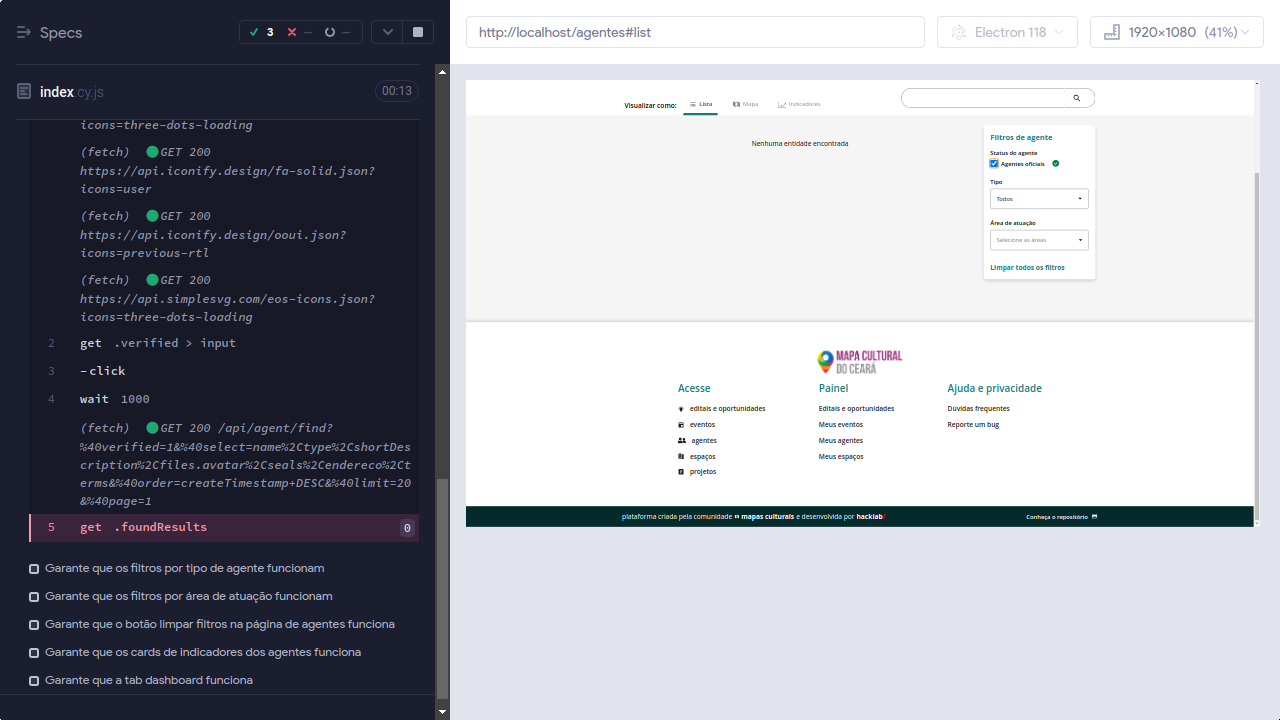 Specs
3
--
--
index.cy.js
00:13
icons=three-dots-loading
(fetch) GET 200
https://api.iconify.design/fa-solid.json?
icons=user
(fetch) GET 200
https://api.iconify.design/ooui.json?
icons=previous-rtl
(fetch) GET 200
https://api.simplesvg.com/eos-icons.json?
icons=three-dots-loading
2 get .verified > input
3 -click
4 wait 1000
(fetch) GET 200 /api/agent/find?
%40verified=1&%40select=name%2Ctype%2CshortDes
cription%2Cfiles.avatar%2Cseals%2Cendereco%2Ct
erms&%40order=createTimestamp+DESC&%40limit=20
&%40page=1
5 get .foundResults 0
Garante que os filtros por tipo de agente funcionam
Garante que os filtros por área de atuação funcionam
Garante que o botão limpar filtros na página de agentes funciona
Garante que os cards de indicadores dos agentes funciona
Garante que a tab dashboard funciona
http://localhost/agentes#list
Electron 118
1920×1080 (41%)
Visualizar como: Lista Mapa Indicadores
Nenhuma entidade encontrada
Filtros de agente
Status do agente
Agentes oficiais
Tipo
Todos
Área de atuação
Selecione as áreas
Limpar todos os filtros
MAPA CULTURAL
DO CEARÁ
Acesse
editais e oportunidades
eventos
agentes
espaços
projetos
Painel
Editais e oportunidades
Meus eventos
Meus agentes
Meus espaços
Ajuda e privacidade
Dúvidas frequentes
Reporte um bug
plataforma criada pela comunidade mapas culturais e desenvolvida por hacklab/
Conheça o repositório